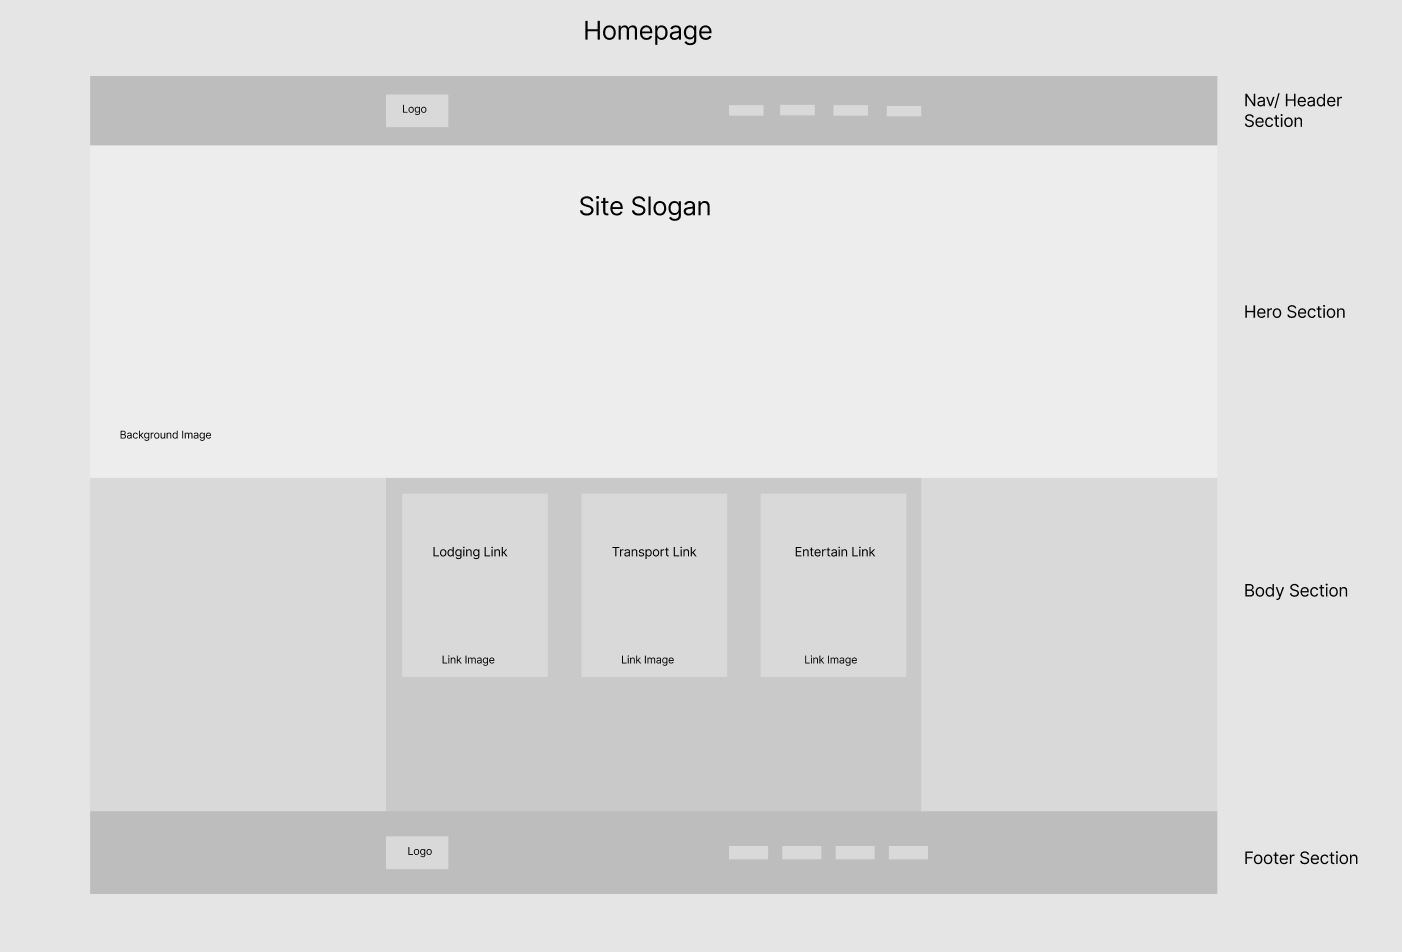 Homepage
Logo
Nav/ Header
Section
Site Slogan
Hero Section
Background Image
Lodging Link
Transport Link
Entertain Link
Body Section
Link Image
Link Image
Link Image
Logo
Footer Section